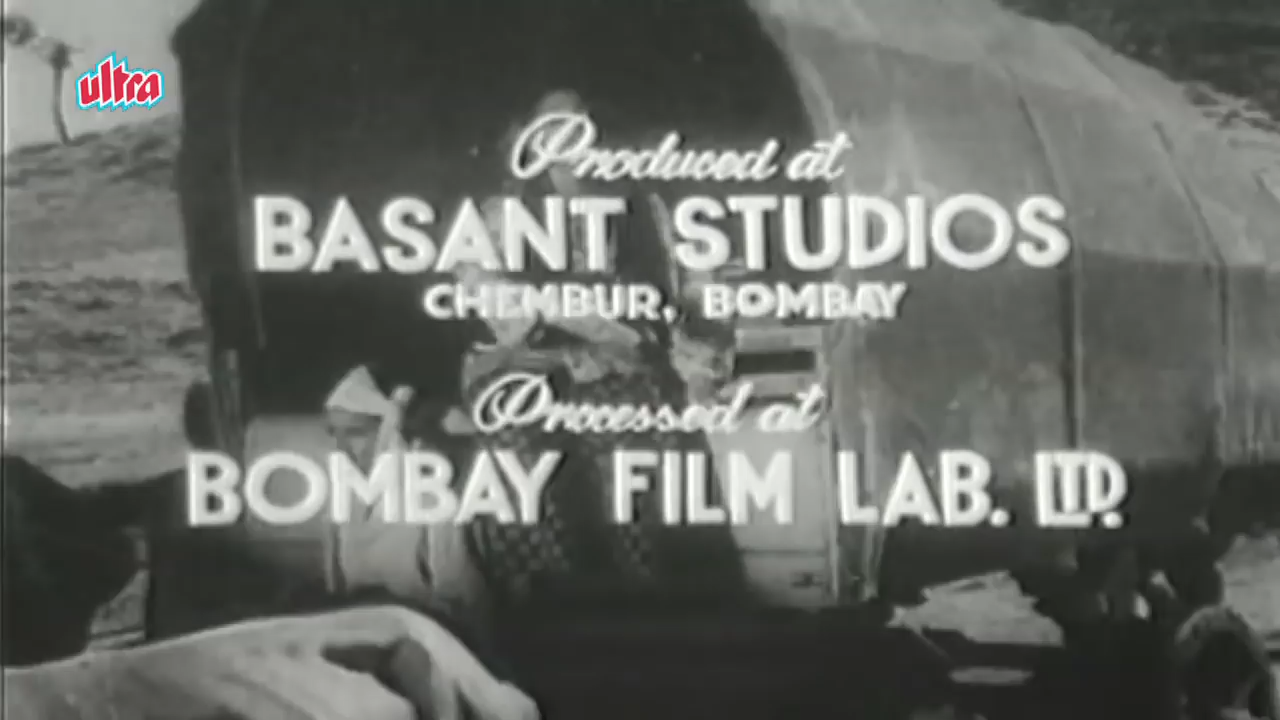 ultra
Produced at
BASANT STUDIOS
CHEMBUR, BOMBAY
Processed at
BOMBAY FILM LAB. LTD.